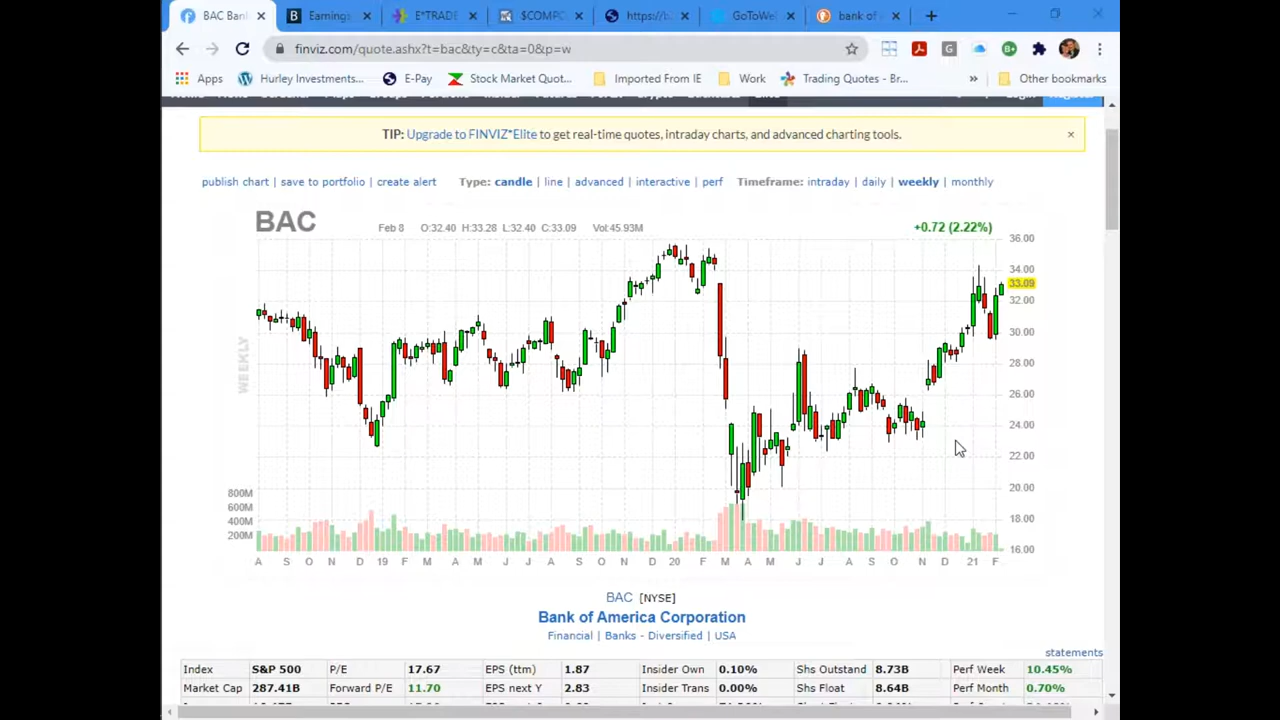 BAC Ban
Earning
E*TRADE
$COMPC
https://b
GoToWe
bank of
finviz.com/quote.ashx?t=bac&ty=c&ta=0&p=w
Apps
Hurley Investments...
E-Pay
Stock Market Quot...
Imported From IE
Work
Trading Quotes - Br...
»
Other bookmarks
TIP: Upgrade to FINVIZ*Elite to get real-time quotes, intraday charts, and advanced charting tools.
publish chart | save to portfolio | create alert
Type: candle | line | advanced | interactive | perf
Timeframe: intraday | daily | weekly | monthly
BAC
Feb 8 O:32.40 H:33.28 L:32.40 C:33.09 Vol:45.93M
+0.72 (2.22%)
36.00
34.00
33.09
32.00
30.00
28.00
26.00
24.00
22.00
20.00
18.00
16.00
WEEKLY
800M
600M
400M
200M
A S O N D 19 F M A M J J A S O N D 20 F M A M J J A S O N D 21 F
BAC [NYSE]
Bank of America Corporation
Financial | Banks - Diversified | USA
statements
Index S&P 500 P/E 17.67 EPS (ttm) 1.87 Insider Own 0.10% Shs Outstand 8.73B Perf Week 10.45%
Market Cap 287.41B Forward P/E 11.70 EPS next Y 2.83 Insider Trans 0.00% Shs Float 8.64B Perf Month 0.70%